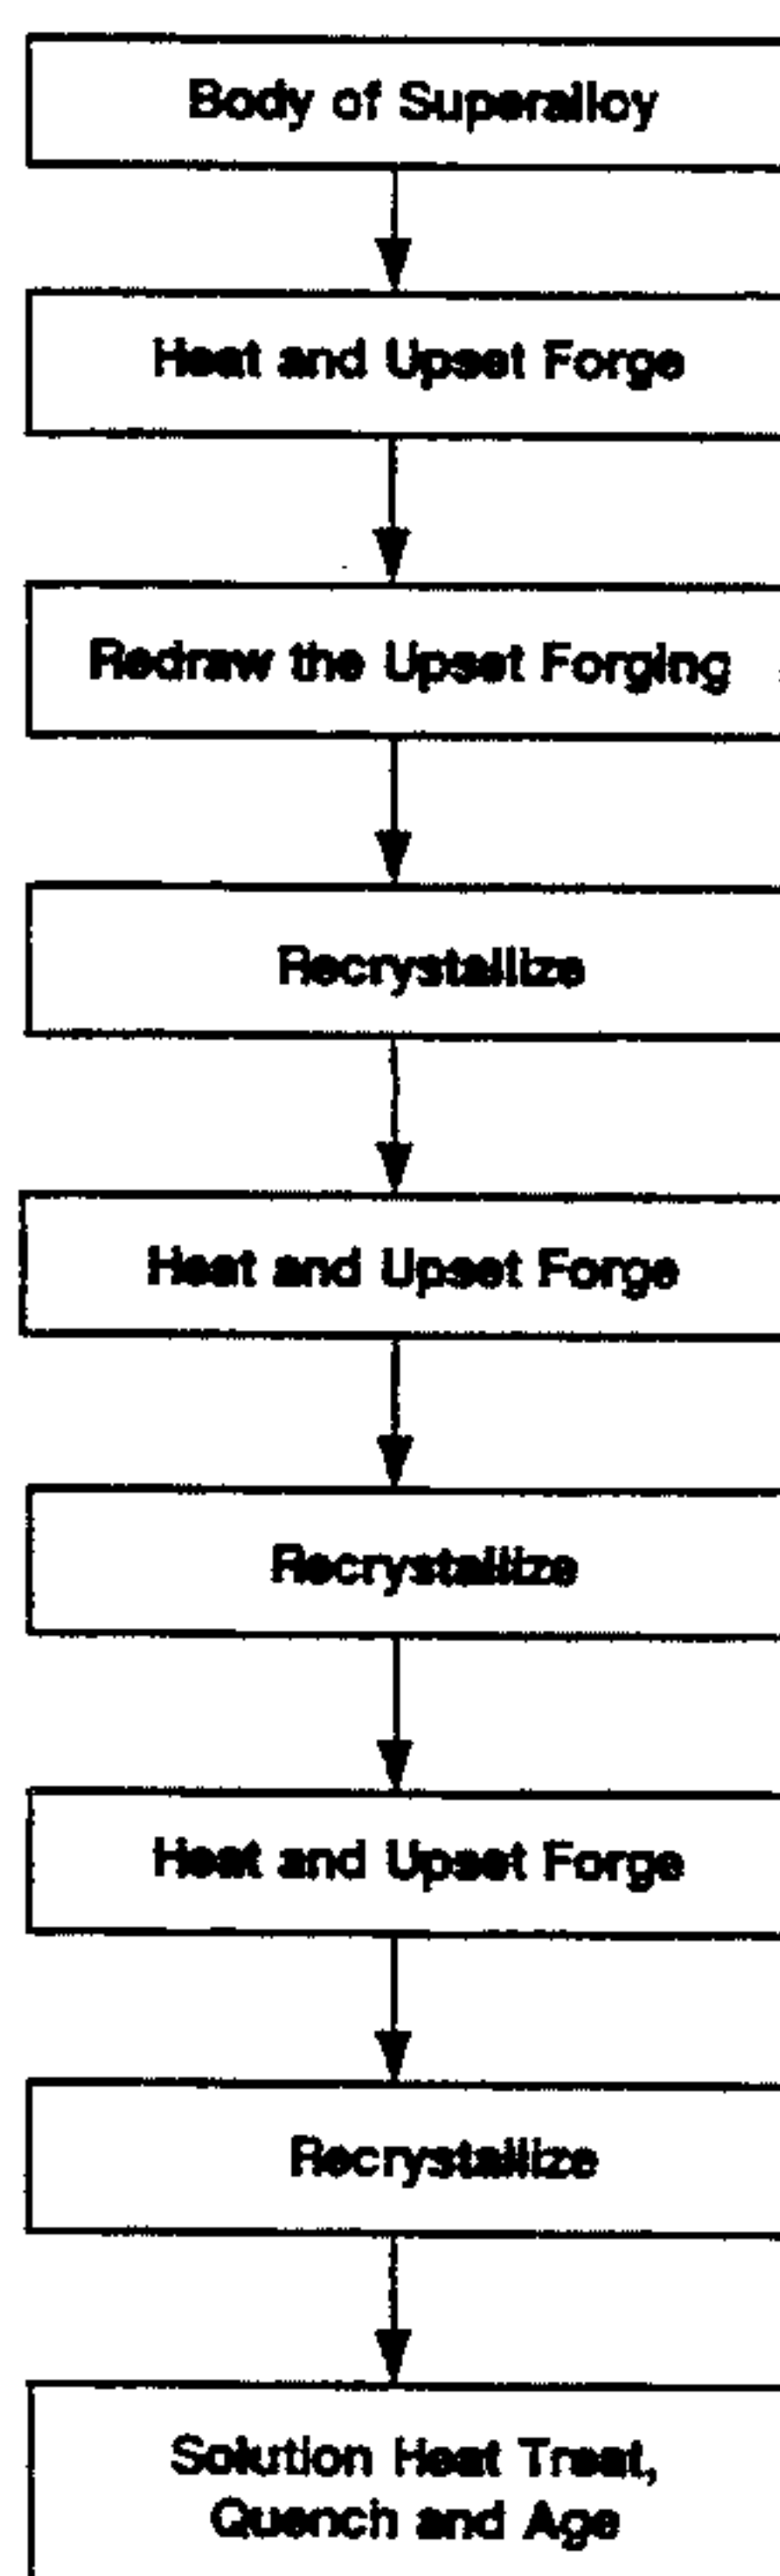 Body of Superalloy
Heat and Upset Forge
Redraw the Upset Forging
Recrystallize
Heat and Upset Forge
Recrystallize
Heat and Upset Forge
Recrystallize
Solution Heat Treat,
Quench and Age